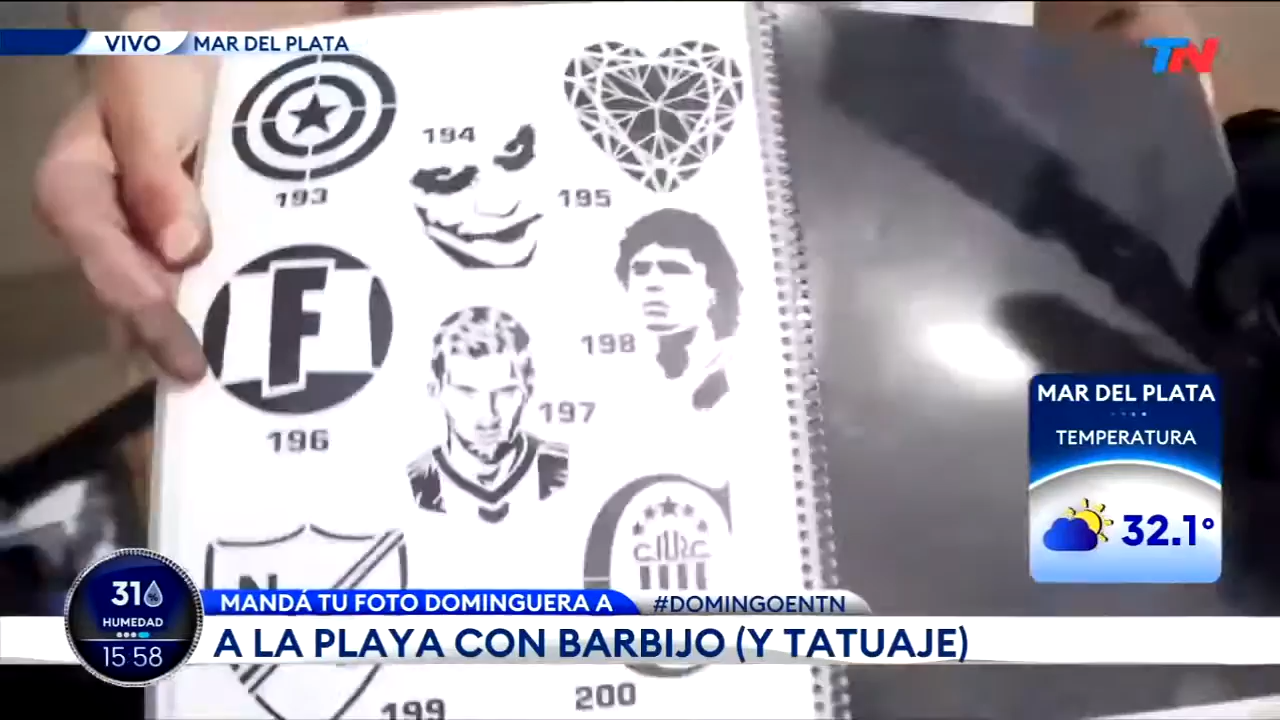 VIVO
MAR DEL PLATA
TN
193
194
195
F
196
197
198
N
199
C
200
MAR DEL PLATA
TEMPERATURA
32.1°
31
HUMEDAD
15 58
MANDÁ TU FOTO DOMINGUERA A
#DOMINGOENTN
A LA PLAYA CON BARBIJO (Y TATUAJE)